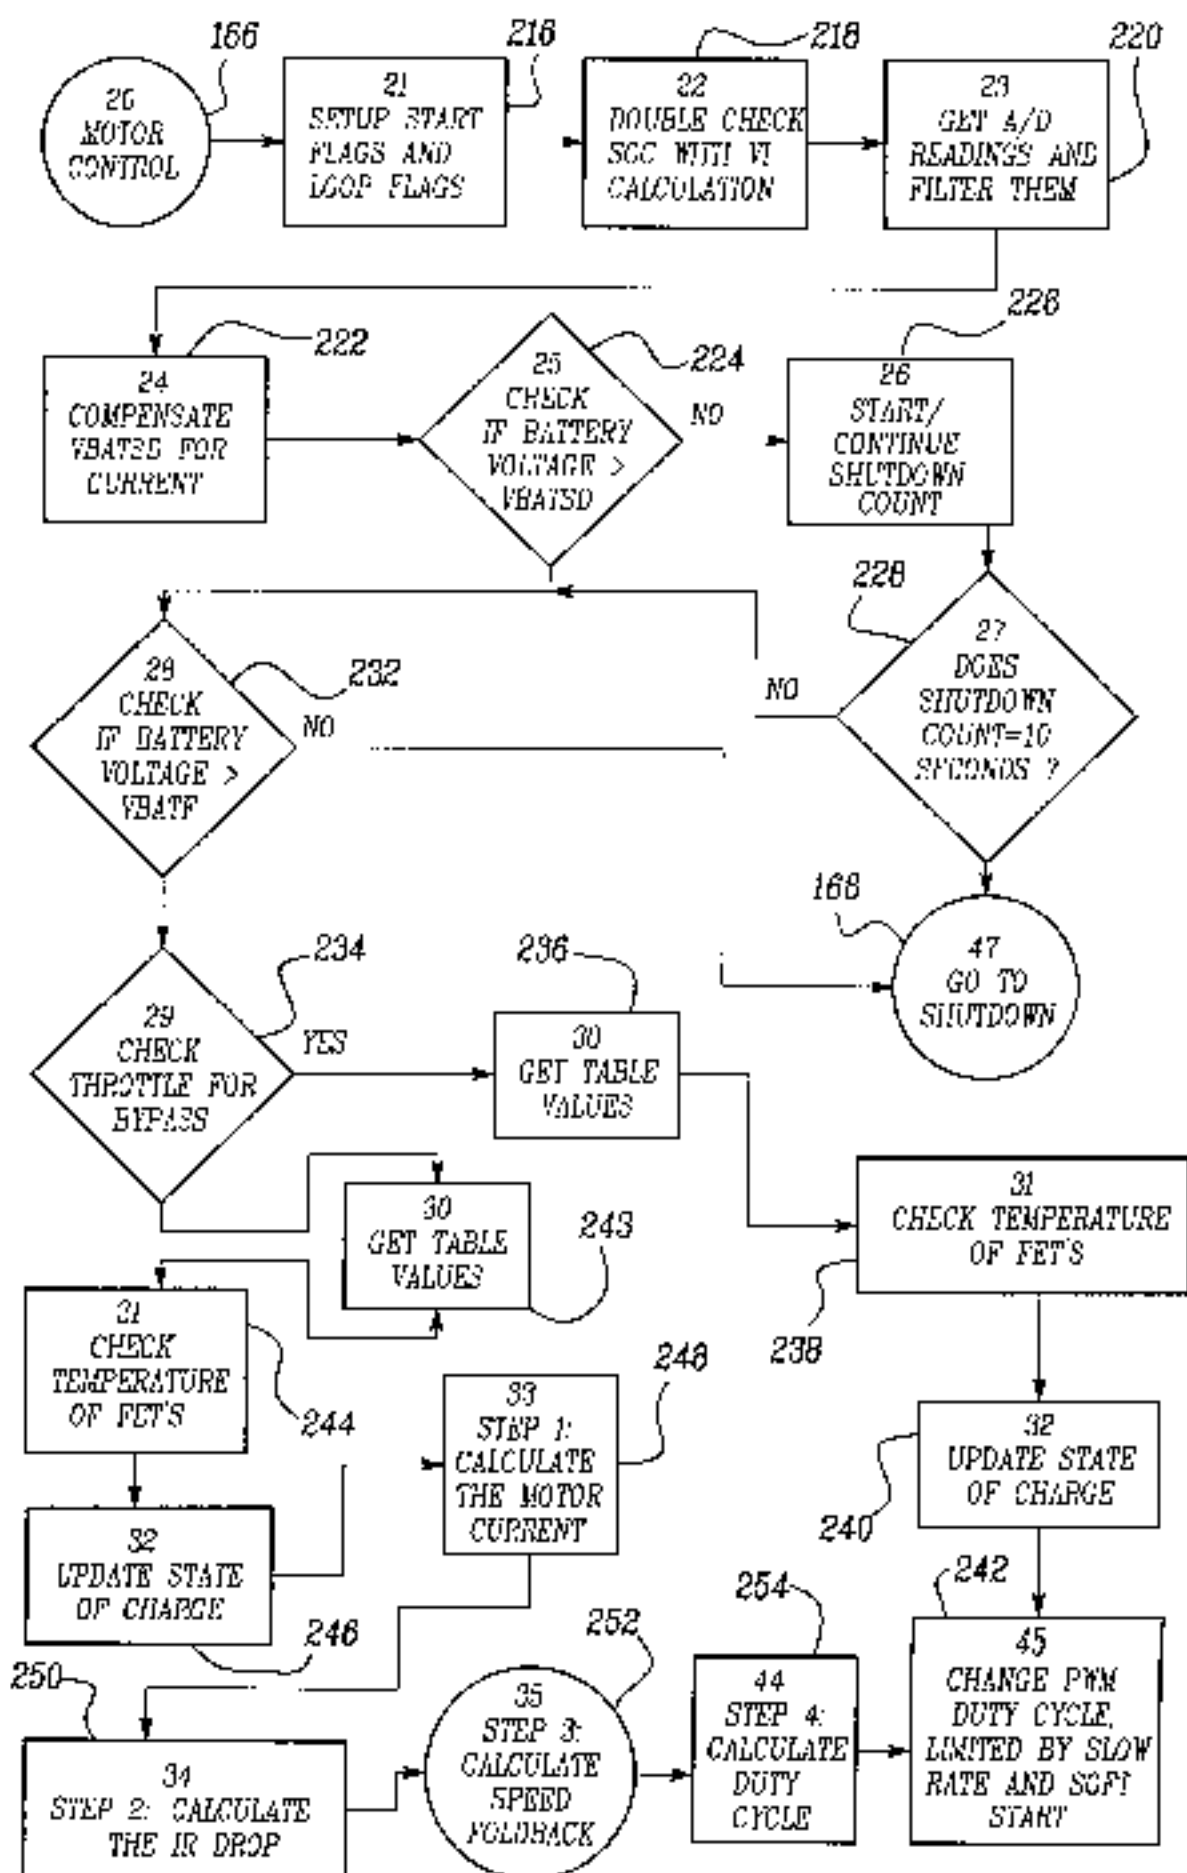 166
216
218
220
20
MOTOR
CONTROL
21
SETUP START
FLAGS AND
LOOP FLAGS
22
DOUBLE CHECK
SOC WITH VI
CALCULATION
23
GET A/D
READINGS AND
FILTER THEM
222
224
226
24
COMPENSATE
VBATSD FOR
CURRENT
25
CHECK
IF BATTERY
VOLTAGE >
VBATSD
NO
26
START/
CONTINUE
SHUTDOWN
COUNT
228
232
28
CHECK
IF BATTERY
VOLTAGE >
VBATF
NO
NO
27
DOES
SHUTDOWN
COUNT=10
SECONDS ?
168
234
236
47
GO TO
SHUTDOWN
29
CHECK
THROTTLE FOR
BYPASS
YES
30
GET TABLE
VALUES
30
GET TABLE
VALUES
243
31
CHECK TEMPERATURE
OF FET'S
238
31
CHECK
TEMPERATURE
OF FET'S
244
248
33
STEP 1:
CALCULATE
THE MOTOR
CURRENT
32
UPDATE STATE
OF CHARGE
240
32
UPDATE STATE
OF CHARGE
246
250
252
254
242
34
STEP 2: CALCULATE
THE IR DROP
35
STEP 3:
CALCULATE
SPEED
FOLDBACK
44
STEP 4:
CALCULATE
DUTY
CYCLE
45
CHANGE PWM
DUTY CYCLE,
LIMITED BY SLOW
RATE AND SOFT
START